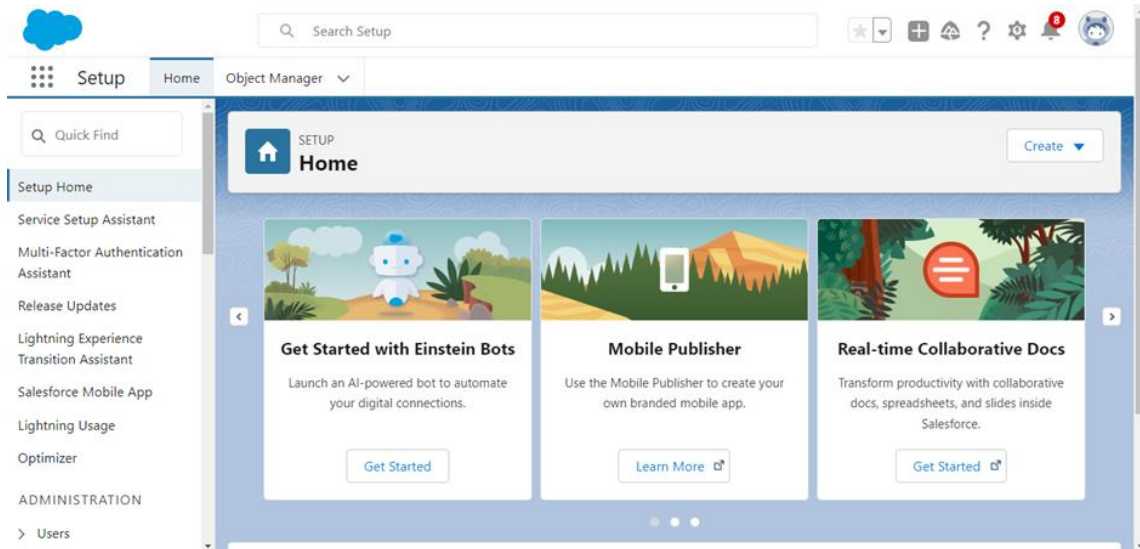 Search Setup
8
Setup
Home
Object Manager
Quick Find
Setup Home
Service Setup Assistant
Multi-Factor Authentication
Assistant
Release Updates
Lightning Experience
Transition Assistant
Salesforce Mobile App
Lightning Usage
Optimizer
ADMINISTRATION
Users
SETUP
Home
Create
Get Started with Einstein Bots
Launch an AI-powered bot to automate
your digital connections.
Get Started
Mobile Publisher
Use the Mobile Publisher to create your
own branded mobile app.
Learn More
Real-time Collaborative Docs
Transform productivity with collaborative
docs, spreadsheets, and slides inside
Salesforce.
Get Started